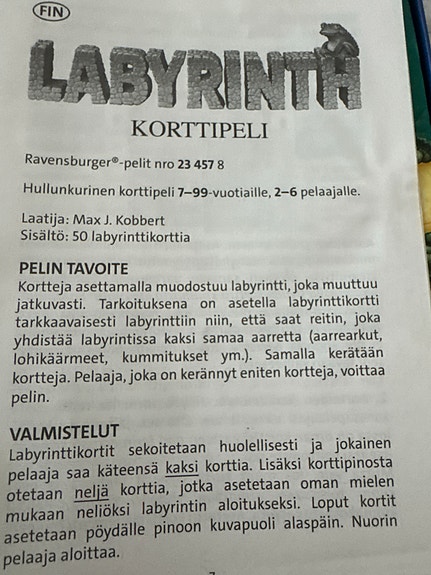 FIN
LABYRINTH
KORTTIPELI
Ravensburger®-pelit nro 23 457 8
Hullunkurinen korttipeli 7–99-vuotiaille, 2–6 pelaajalle.
Laatija: Max J. Kobbert
Sisältö: 50 labyrinttikorttia
PELIN TAVOITE
Kortteja asettamalla muodostuu labyrintti, joka muuttuu
jatkuvasti. Tarkoituksena on asetella labyrinttikortti
tarkkaavaisesti labyrinttiin niin, että saat reitin, joka
yhdistää labyrintissa kaksi samaa aarretta (aarrearkut,
lohikäärmeet, kummitukset ym.). Samalla kerätään
kortteja. Pelaaja, joka on kerännyt eniten kortteja, voittaa
pelin.
VALMISTELUT
Labyrinttikortit sekoitetaan huolellisesti ja jokainen
pelaaja saa käteensä kaksi korttia. Lisäksi korttipinosta
otetaan neljä korttia, jotka asetetaan oman mielen
mukaan neliöksi labyrintin aloitukseksi. Loput kortit
asetetaan pöydälle pinoon kuvapuoli alaspäin. Nuorin
pelaaja aloittaa.